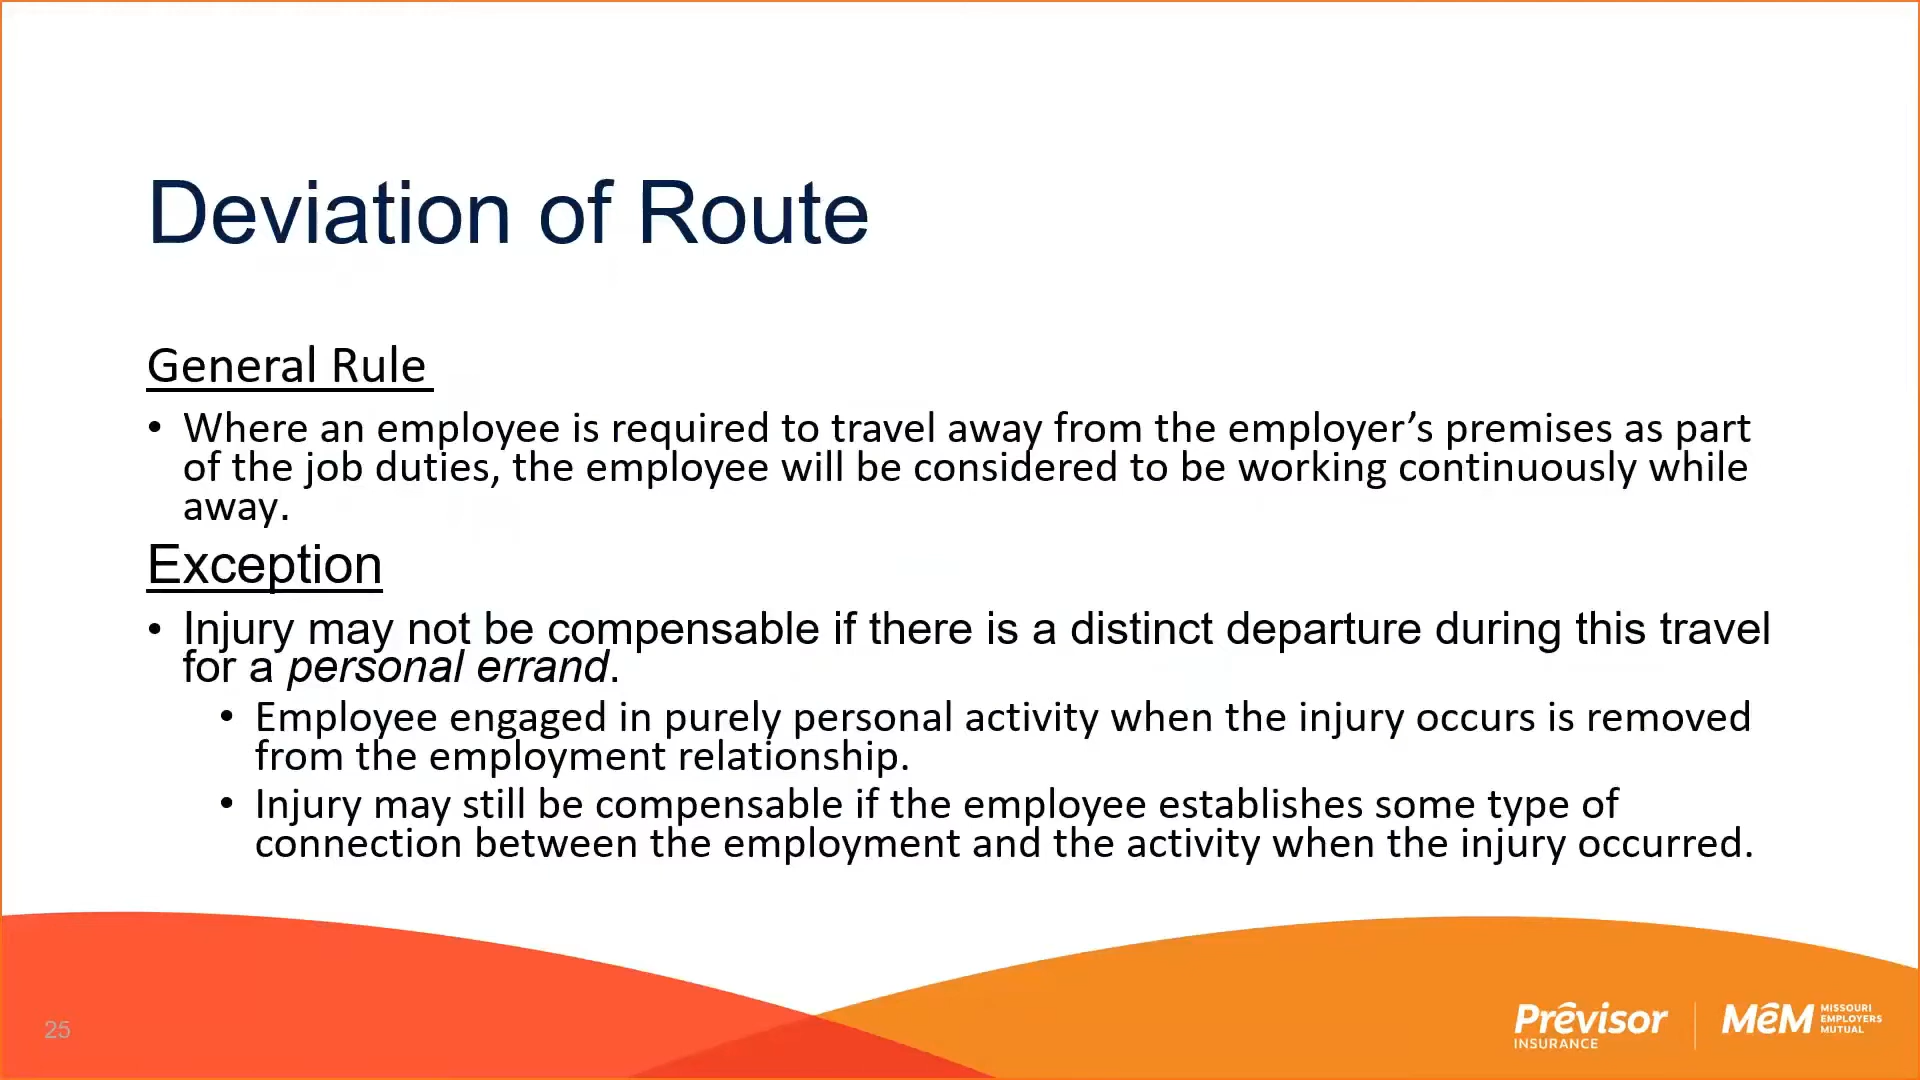 Deviation of Route
General Rule
• Where an employee is required to travel away from the employer’s premises as part
of the job duties, the employee will be considered to be working continuously while
away.
Exception
• Injury may not be compensable if there is a distinct departure during this travel
for a personal errand.
• Employee engaged in purely personal activity when the injury occurs is removed
from the employment relationship.
• Injury may still be compensable if the employee establishes some type of
connection between the employment and the activity when the injury occurred.
25
Prēvisor
INSURANCE
MēM
MISSOURI
EMPLOYERS
MUTUAL